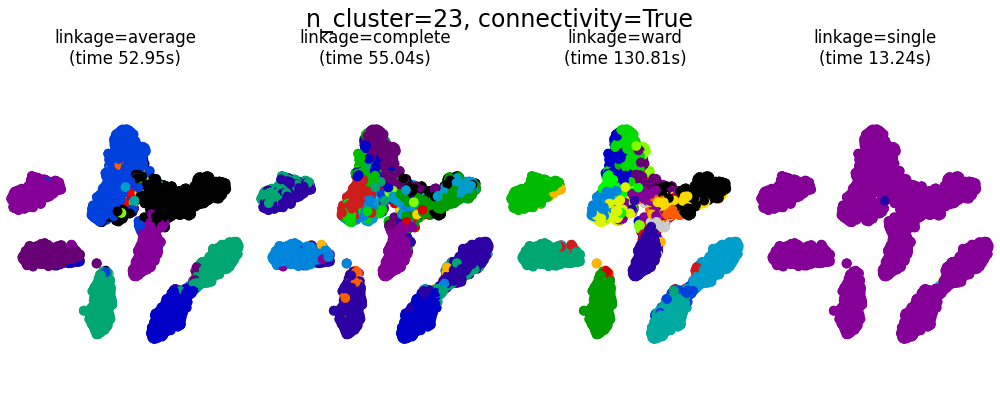 n_cluster=23, connectivity=True
linkage=average
(time 52.95s)
linkage=complete
(time 55.04s)
linkage=ward
(time 130.81s)
linkage=single
(time 13.24s)